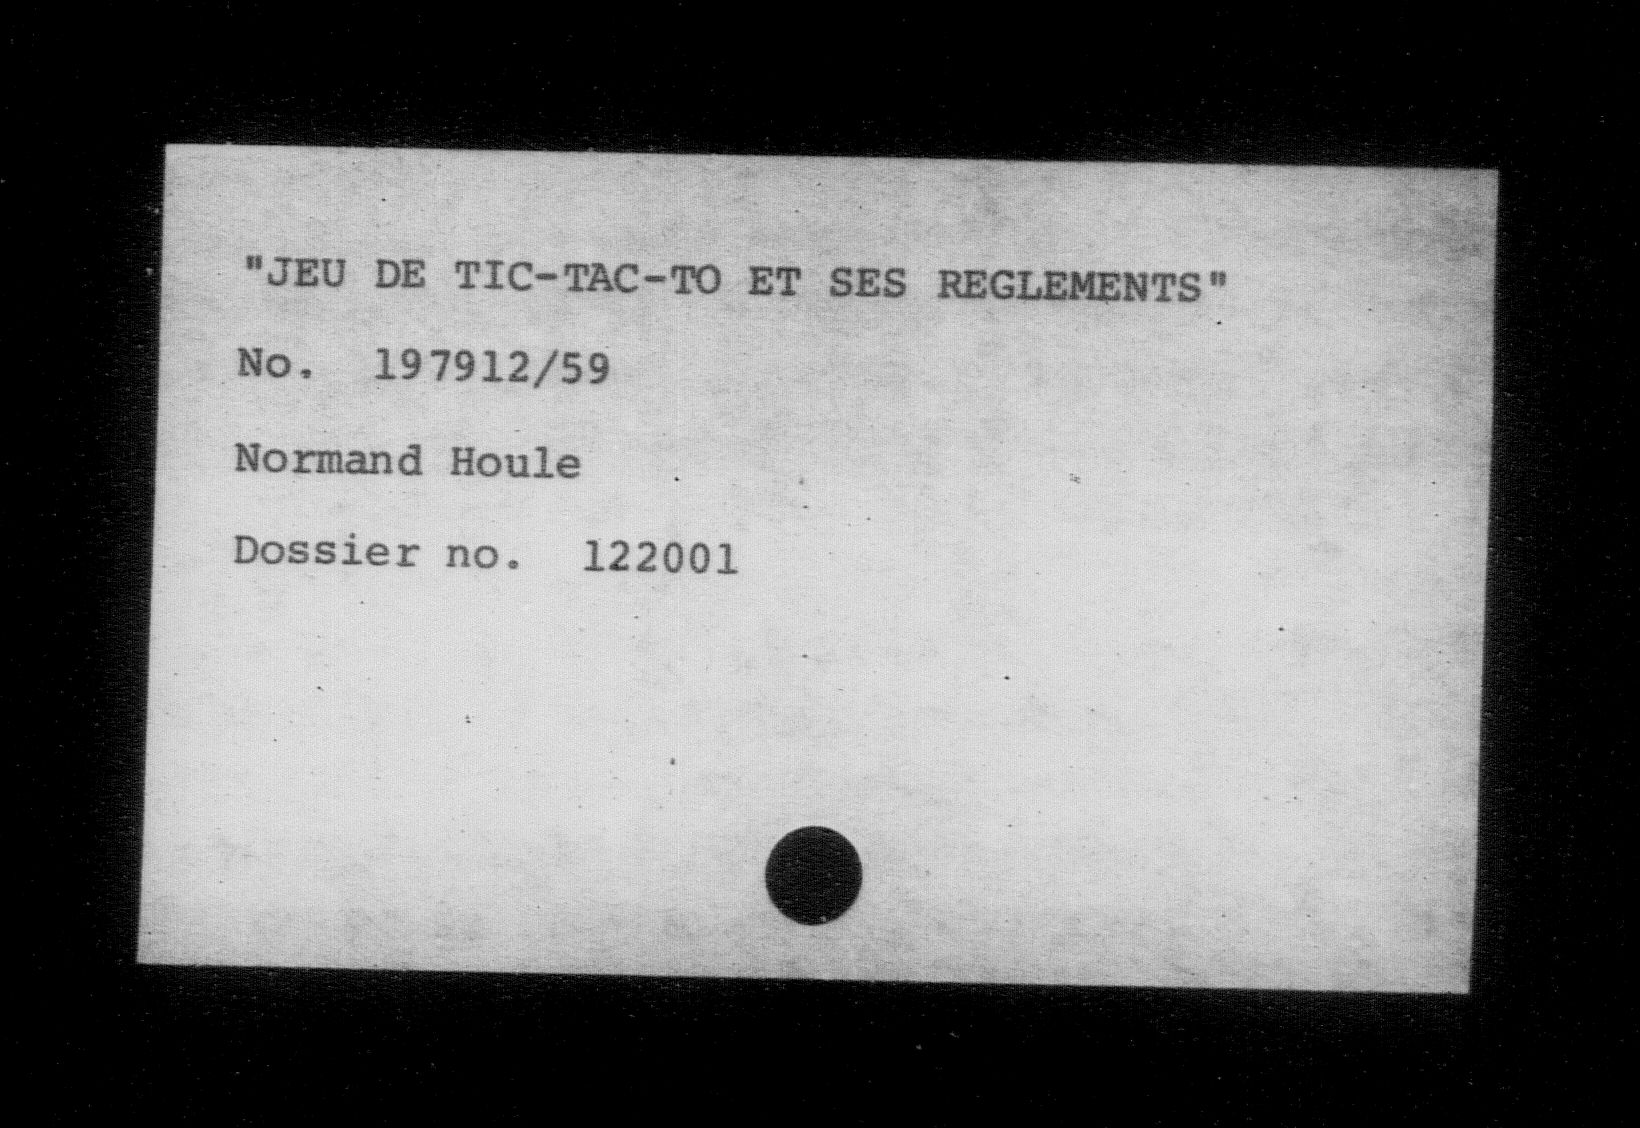 "JEU DE TIC-TAC-TO ET SES REGLEMENTS"
No. 197912/59
Normand Houle
Dossier no. 122001